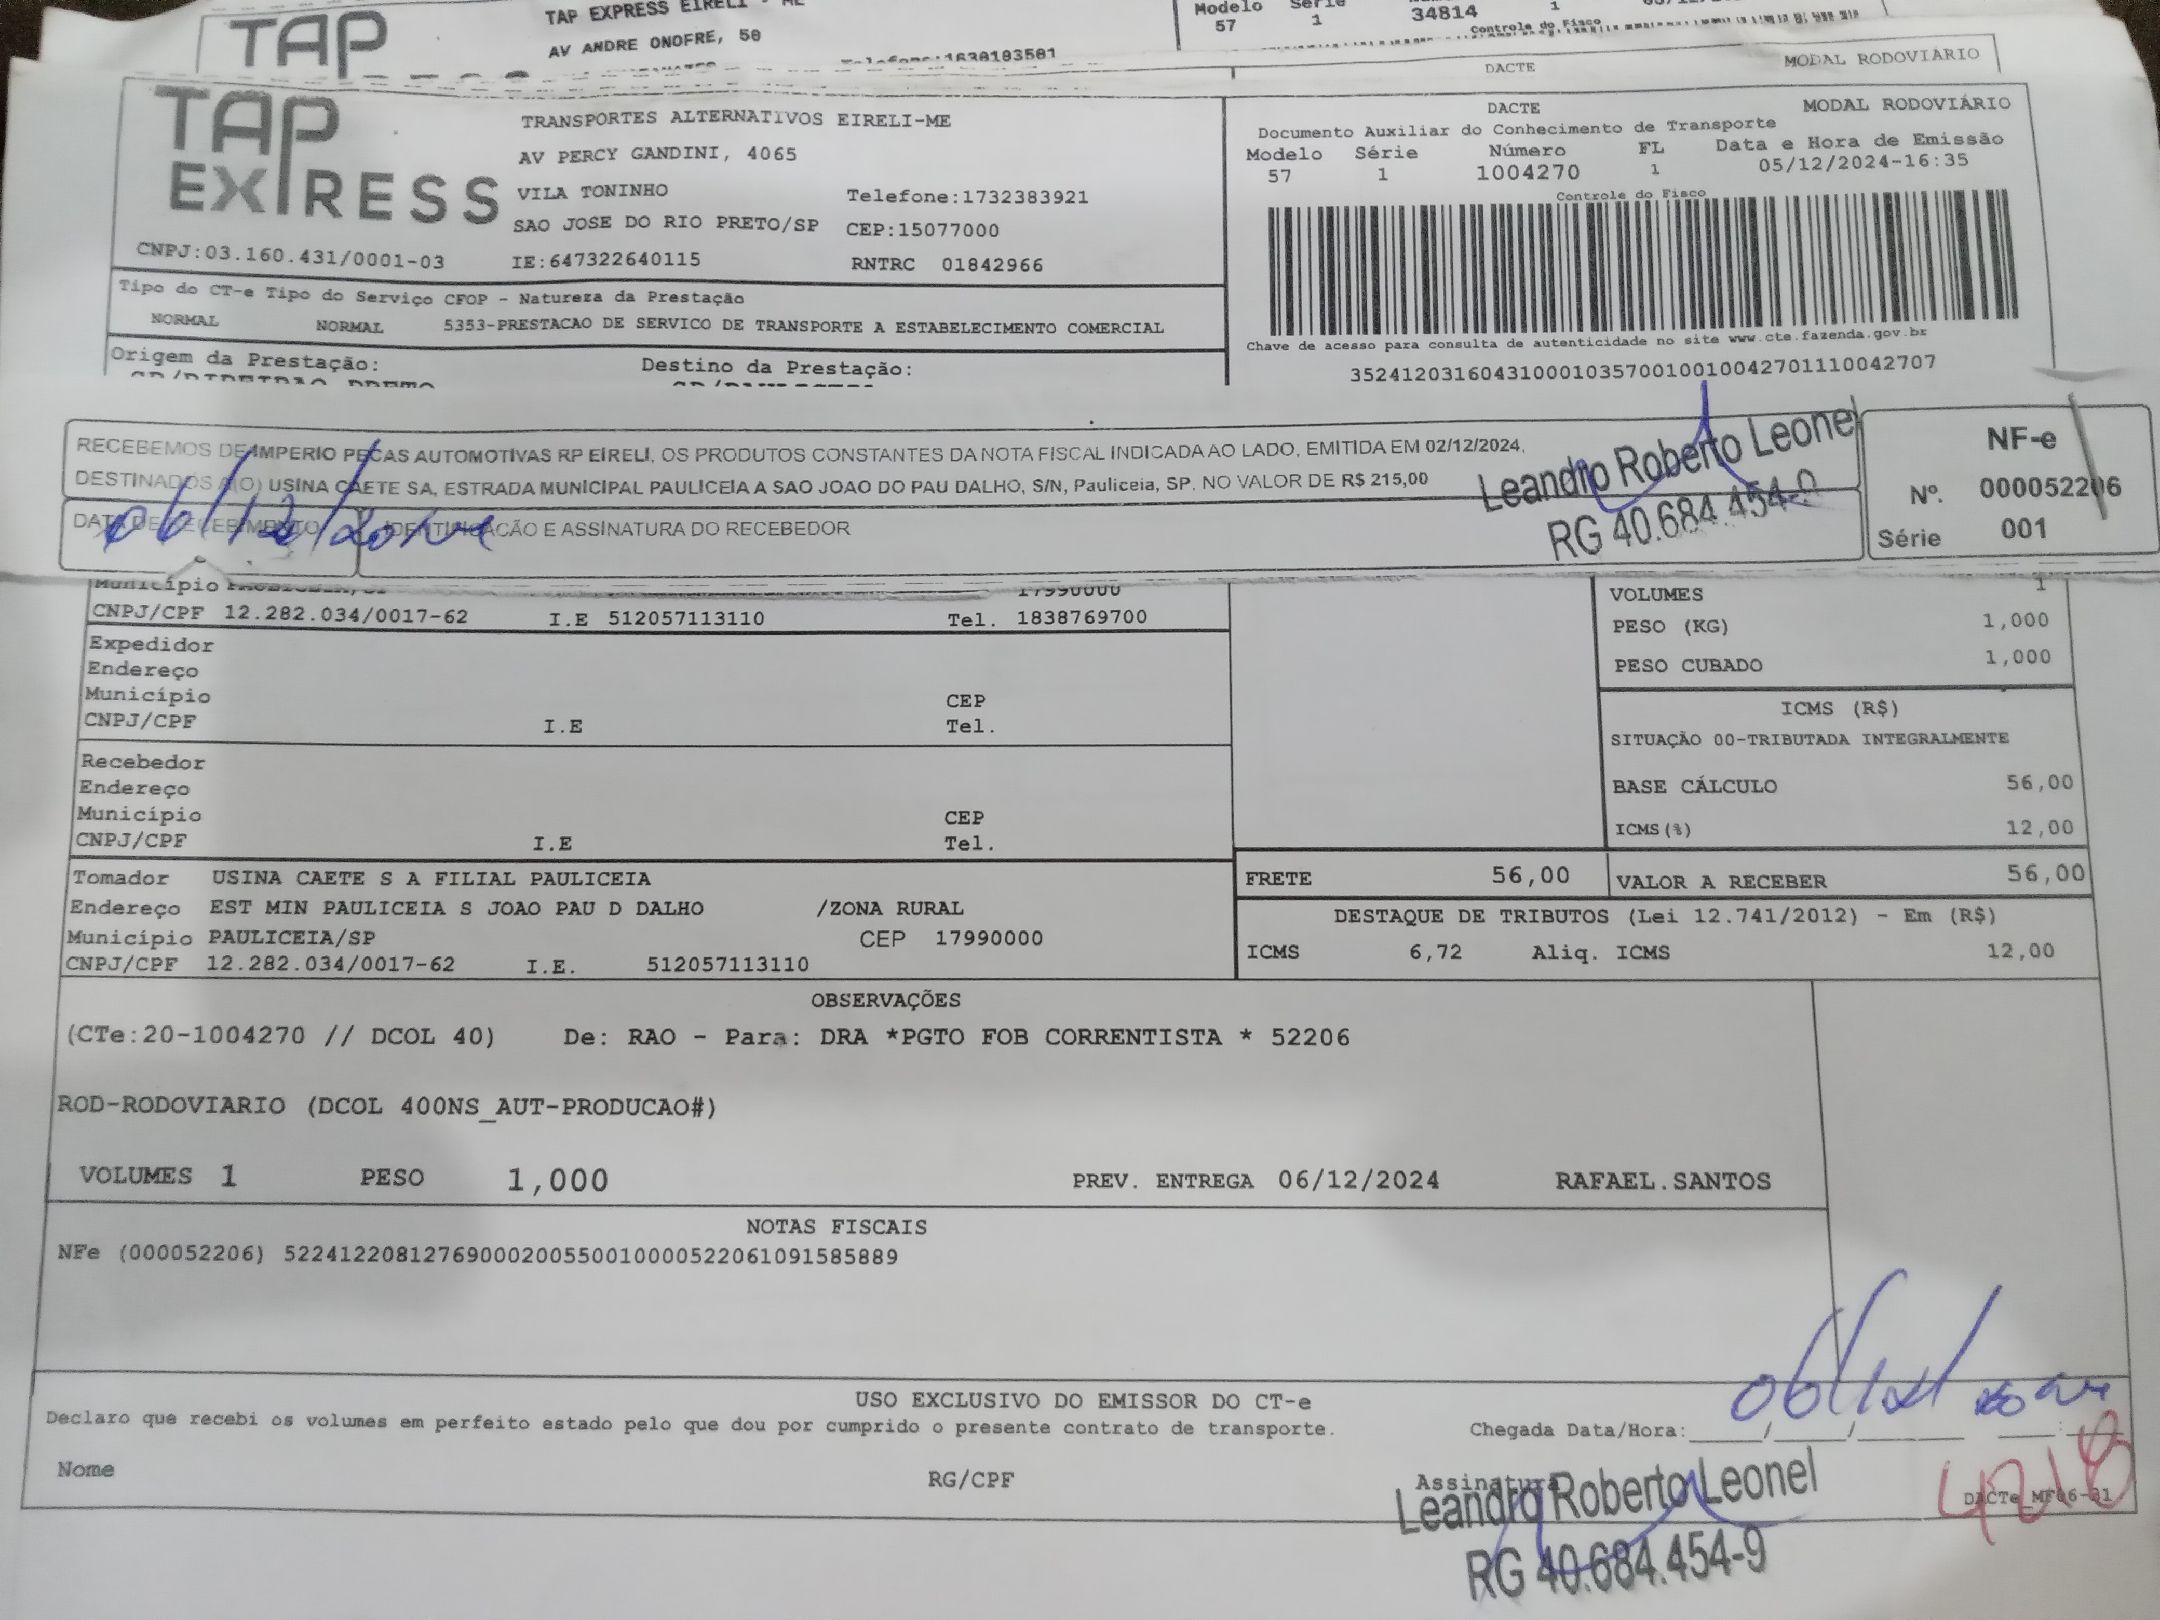 TAP
TAP EXPRESS EIRELI - ME
AV ANDRE ONOFRE, 50
Telefone:1638183581
Modelo Série
57 1 34814 1
Controle do Fisco
DACTE MODAL RODOVIÁRIO
TAP
EXPRESS
TRANSPORTES ALTERNATIVOS EIRELI-ME
AV PERCY GANDINI, 4065
VILA TONINHO Telefone:1732383921
SAO JOSE DO RIO PRETO/SP CEP:15077000
CNPJ:03.160.431/0001-03 IE:647322640115 RNTRC 01842966
DACTE MODAL RODOVIÁRIO
Documento Auxiliar do Conhecimento de Transporte
Modelo Série Número FL Data e Hora de Emissão
57 1 1004270 1 05/12/2024-16:35
Controle do Fisco
Tipo do CT-e Tipo do Serviço CFOP - Natureza da Prestação
NORMAL NORMAL 5353-PRESTACAO DE SERVICO DE TRANSPORTE A ESTABELECIMENTO COMERCIAL
Chave de acesso para consulta de autenticidade no site www.cte.fazenda.gov.br
35241203160431000103570010010042701110042707
Origem da Prestação: Destino da Prestação:
RECEBEMOS DE IMPERIO PECAS AUTOMOTIVAS RP EIRELI, OS PRODUTOS CONSTANTES DA NOTA FISCAL INDICADA AO LADO, EMITIDA EM 02/12/2024,
DESTINADOS A(O) USINA CAETE SA, ESTRADA MUNICIPAL PAULICEIA A SAO JOAO DO PAU DALHO, S/N, Pauliceia, SP. NO VALOR DE R$ 215,00
DATA DE RECEBIMENTO IDENTIFICAÇÃO E ASSINATURA DO RECEBEDOR
06/12/2024
Leandro Roberto Leonel
RG 40.684.454-9
NF-e
Nº. 000052206
Série 001
Município
17990000
CNPJ/CPF 12.282.034/0017-62 I.E 512057113110 Tel. 1838769700
VOLUMES 1
PESO (KG) 1,000
PESO CUBADO 1,000
Expedidor
Endereço
Município CEP
CNPJ/CPF I.E Tel.
ICMS (R$)
SITUAÇÃO 00-TRIBUTADA INTEGRALMENTE
BASE CÁLCULO 56,00
ICMS(%) 12,00
Recebedor
Endereço
Município CEP
CNPJ/CPF I.E Tel.
FRETE 56,00 VALOR A RECEBER 56,00
Tomador USINA CAETE S A FILIAL PAULICEIA
Endereço EST MIN PAULICEIA S JOAO PAU D DALHO /ZONA RURAL
Município PAULICEIA/SP CEP 17990000
CNPJ/CPF 12.282.034/0017-62 I.E. 512057113110
DESTAQUE DE TRIBUTOS (Lei 12.741/2012) - Em (R$)
ICMS 6,72 Aliq. ICMS 12,00
OBSERVAÇÕES
(CTe:20-1004270 // DCOL 40) De: RAO - Para: DRA *PGTO FOB CORRENTISTA * 52206
ROD-RODOVIARIO (DCOL 400NS_AUT-PRODUCAO#)
VOLUMES 1 PESO 1,000 PREV. ENTREGA 06/12/2024 RAFAEL.SANTOS
NOTAS FISCAIS
NFe (000052206) 52241220812769000200550010000522061091585889
USO EXCLUSIVO DO EMISSOR DO CT-e
Declaro que recebi os volumes em perfeito estado pelo que dou por cumprido o presente contrato de transporte.
Chegada Data/Hora:____/____/______ ___:___
06/12/2024
Nome RG/CPF Assinatura
Leandro Roberto Leonel
RG 40.684.454-9